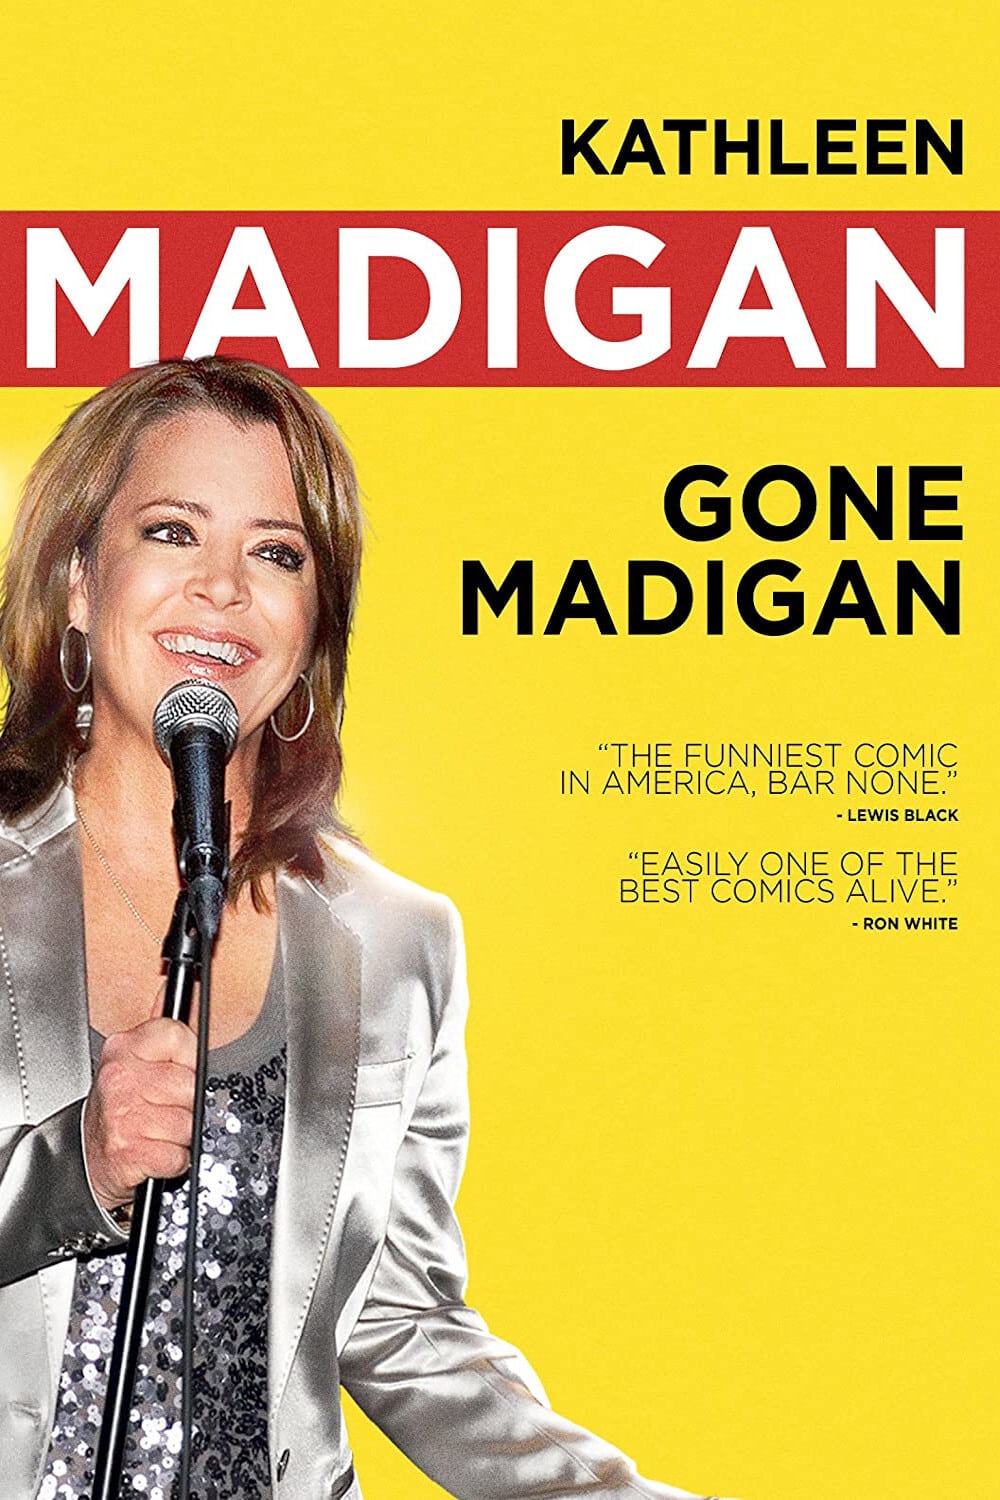 KATHLEEN
MADIGAN
GONE
MADIGAN
“THE FUNNIEST COMIC
IN AMERICA, BAR NONE.”
- LEWIS BLACK
“EASILY ONE OF THE
BEST COMICS ALIVE.”
- RON WHITE